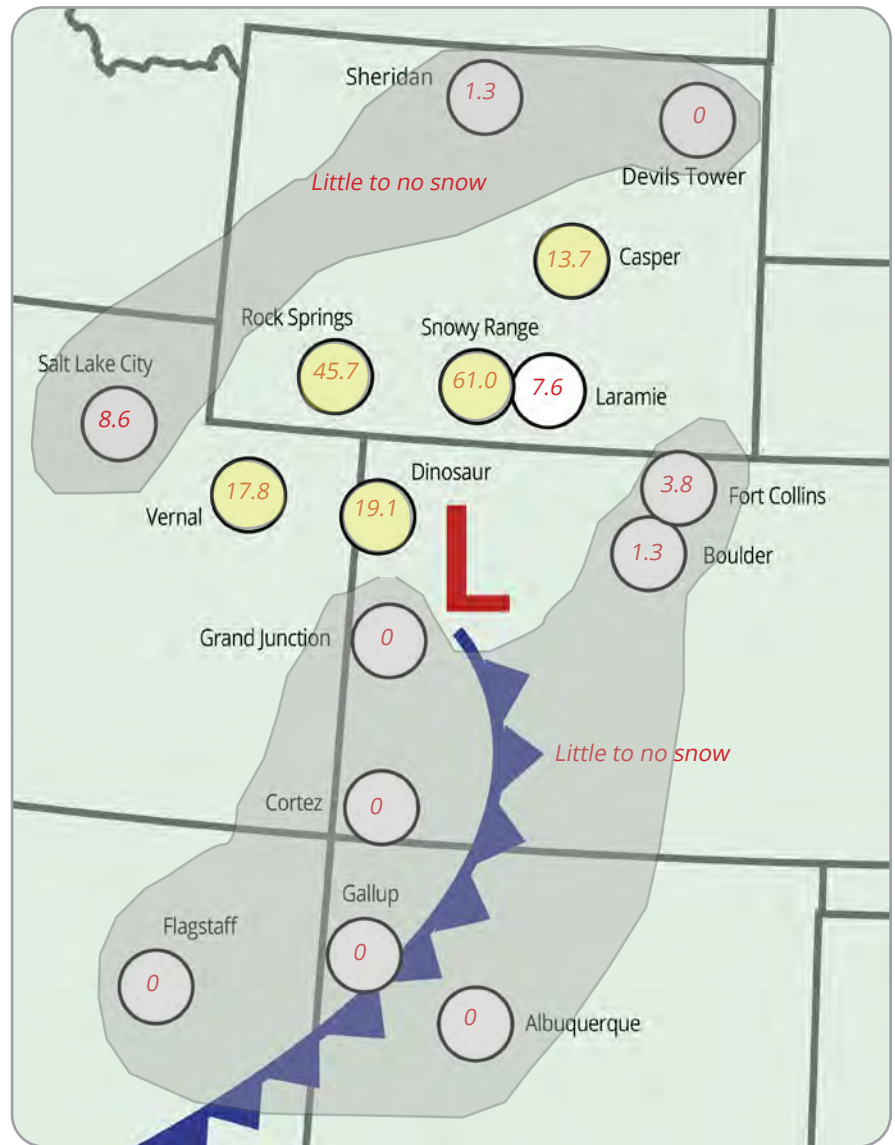 Sheridan
1.3
0
Devils Tower
Little to no snow
13.7
Casper
Rock Springs
Snowy Range
Salt Lake City
45.7
61.0
7.6
Laramie
8.6
Dinosaur
17.8
Vernal
19.1
3.8
Fort Collins
L
1.3
Boulder
Grand Junction
0
Little to no snow
Cortez
0
Gallup
Flagstaff
0
0
0
Albuquerque